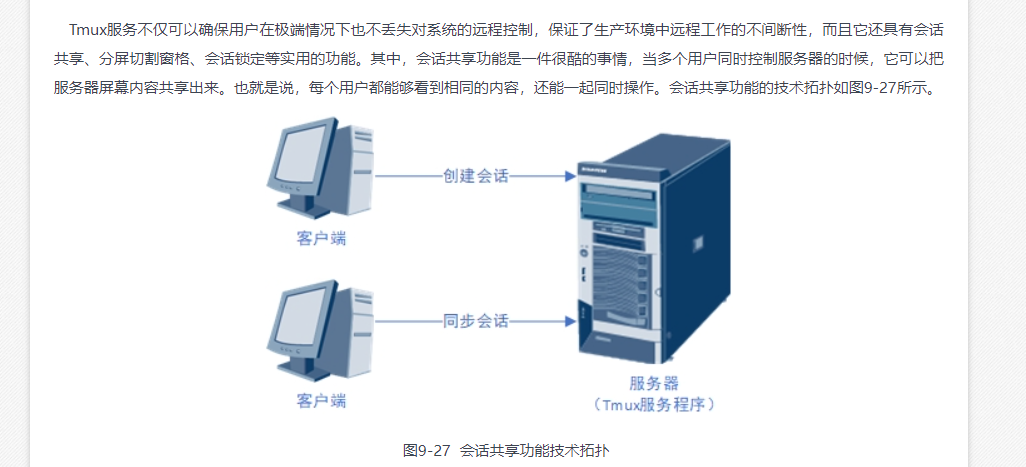 Tmux服务不仅可以确保用户在极端情况下也不丢失对系统的远程控制，保证了生产环境中远程工作的不间断性，而且它还具有会话
共享、分屏切割窗格、会话锁定等实用的功能。其中，会话共享功能是一件很酷的事情，当多个用户同时控制服务器的时候，它可以把
服务器屏幕内容共享出来。也就是说，每个用户都能够看到相同的内容，还能一起同时操作。会话共享功能的技术拓扑如图9-27所示。
创建会话
客户端
同步会话
服务器
客户端
（Tmux服务程序）
图9-27 会话共享功能技术拓扑